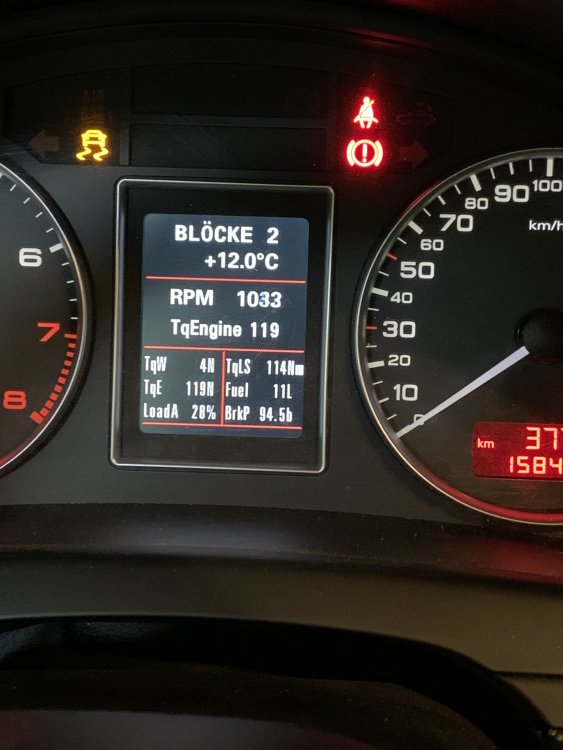 BLÖCKE 2
+12.0°C
RPM 1033
TqEngine 119
TqW 4N TqLS 114Nm
TqE 119N Fuel 11L
LoadA 28% BrkP 94.5b
6
7
8
100
90
80
70
60
50
40
30
20
10
0
km/h
km 37
1584